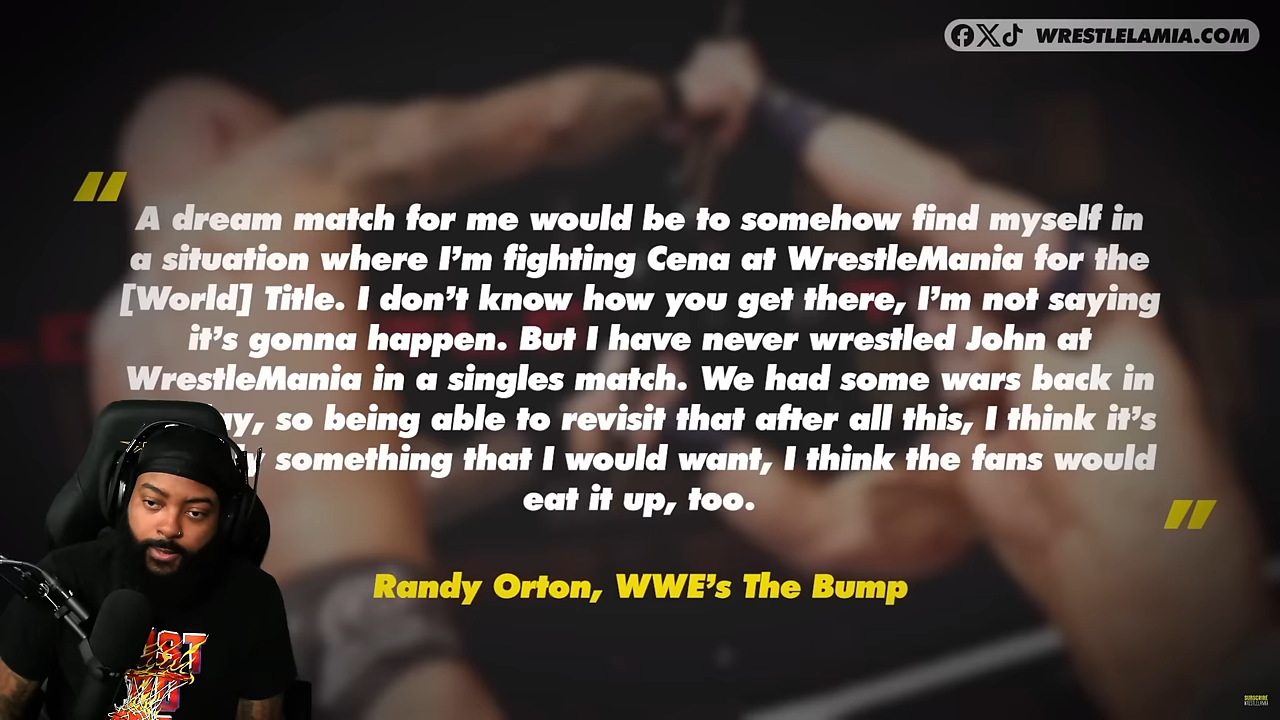 WRESTLELAMIA.COM
"
A dream match for me would be to somehow find myself in
a situation where I'm fighting Cena at WrestleMania for the
[World] Title. I don't know how you get there, I'm not saying
it's gonna happen. But I have never wrestled John at
WrestleMania in a singles match. We had some wars back in
so being able to revisit that after all this, I think it's
something that I would want, I think the fans would
eat it up, too.
"
Randy Orton, WWE's The Bump
SUBSCRIBE
WRESTLELAMIA